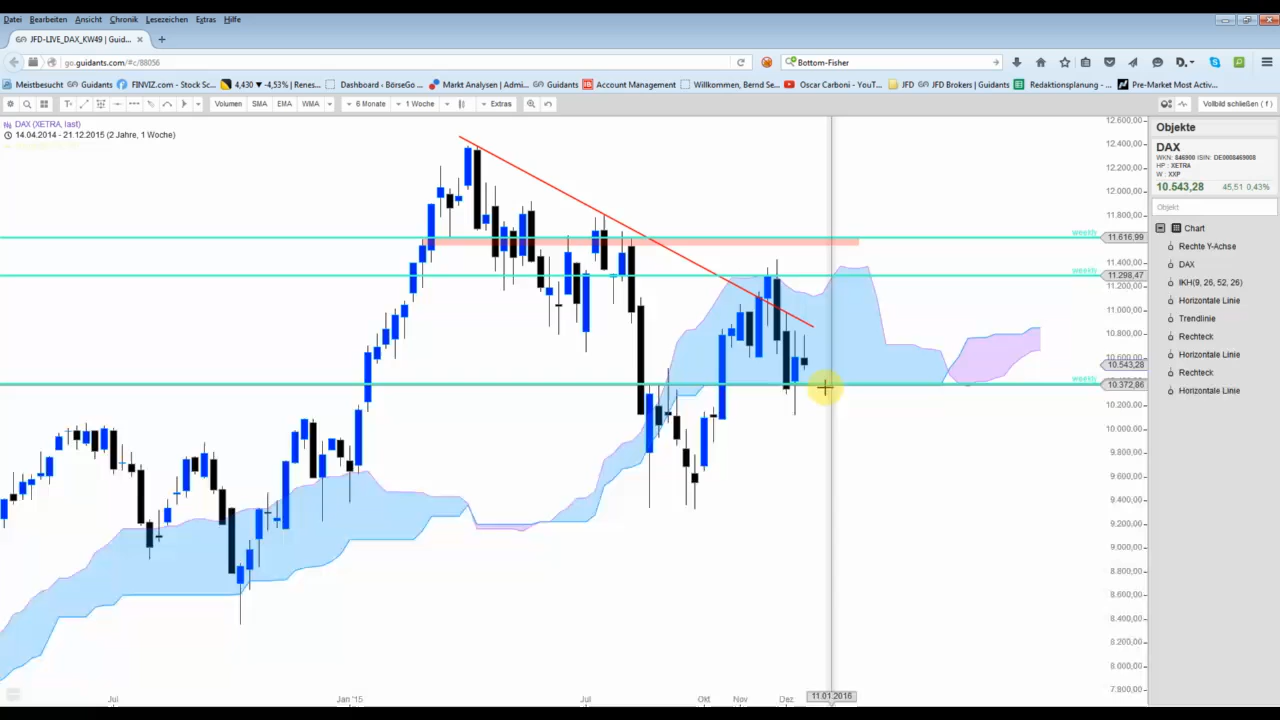 Datei Bearbeiten Ansicht Chronik Lesezeichen Extras Hilfe
JFD-LIVE_DAX_KW49 | Guid...
go.guidants.com/#c/88056
Bottom-Fisher
Meistbesucht Guidants FINVIZ.com - Stock Sc... 4,430 ▼ -4,53% | Renes... Dashboard - BörseGo ... Markt Analysen | Admi... Guidants Account Management Willkommen, Bernd Se... Oscar Carboni - YouT... JFD JFD Brokers | Guidants Redaktionsplanung - ... Pre-Market Most Activ...
Volumen SMA EMA WMA 6 Monate 1 Woche Extras Vollbild schließen ( f )
DAX (XETRA, last)
14.04.2014 - 21.12.2015 (2 Jahre, 1 Woche)
12.600,00
12.400,00
12.200,00
12.000,00
11.800,00
weekly 11.616,99
11.400,00
weekly 11.298,47
11.200,00
11.000,00
10.800,00
10.600,00
10.543,28
weekly 10.372,86
10.200,00
10.000,00
9.800,00
9.600,00
9.400,00
9.200,00
9.000,00
8.800,00
8.600,00
8.400,00
8.200,00
8.000,00
7.800,00
Jul Jan '15 Jul Okt Nov Dez 11.01.2016
Objekte
DAX
WKN: 846900 ISIN: DE0008469008
HP : XETRA
W : XXP
10.543,28 45,51 0,43%
Objekt
Chart
Rechte Y-Achse
DAX
IKH(9, 26, 52, 26)
Horizontale Linie
Trendlinie
Rechteck
Horizontale Linie
Rechteck
Horizontale Linie